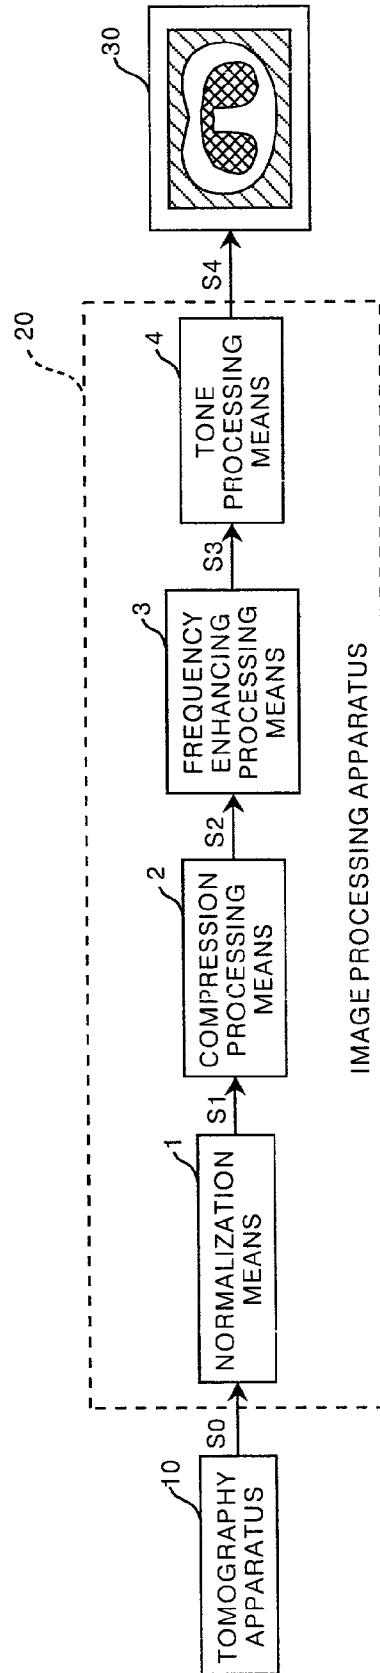 10
TOMOGRAPHY
APPARATUS
S0
1
NORMALIZATION
MEANS
S1
2
COMPRESSION
PROCESSING
MEANS
S2
3
FREQUENCY
ENHANCING
PROCESSING
MEANS
S3
4
TONE
PROCESSING
MEANS
S4
20
30
IMAGE PROCESSING APPARATUS